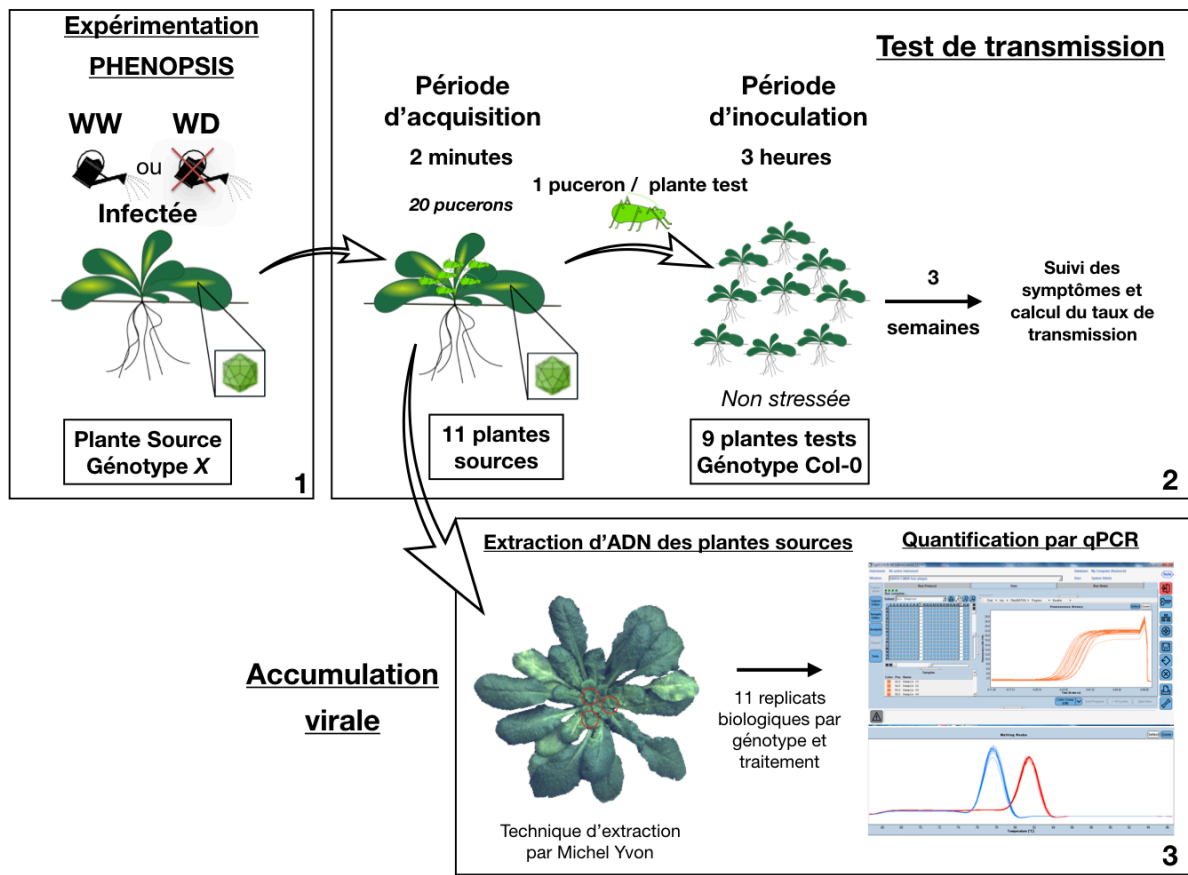 Expérimentation
PHENOPSIS
WW
WD
ou
Infectée
Plante Source
Génotype X
1
Test de transmission
Période
d'acquisition
2 minutes
20 pucerons
Période
d'inoculation
3 heures
1 puceron / plante test
11 plantes
sources
Non stressée
9 plantes tests
Génotype Col-0
3
semaines
Suivi des
symptômes et
calcul du taux de
transmission
2
Accumulation
virale
Extraction d'ADN des plantes sources
Technique d'extraction
par Michel Yvon
11 replicats
biologiques par
génotype et
traitement
Quantification par qPCR
Melting Peaks
Temperature (°C)
3